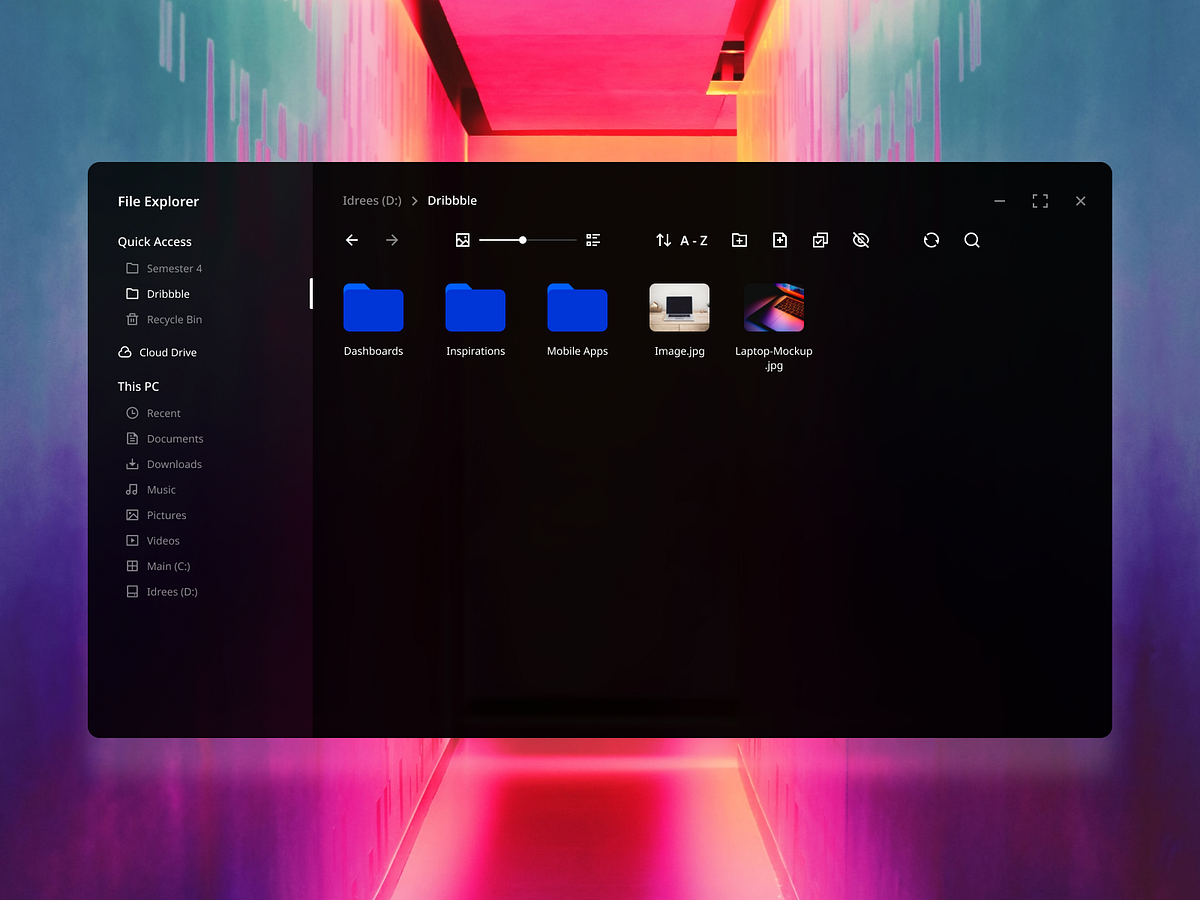 File Explorer
Idrees (D:) > Dribbble
Quick Access
A - Z
Semester 4
Dribbble
Recycle Bin
Cloud Drive
This PC
Recent
Documents
Downloads
Music
Pictures
Videos
Main (C:)
Idrees (D:)
Dashboards
Inspirations
Mobile Apps
Image.jpg
Laptop-Mockup
.jpg